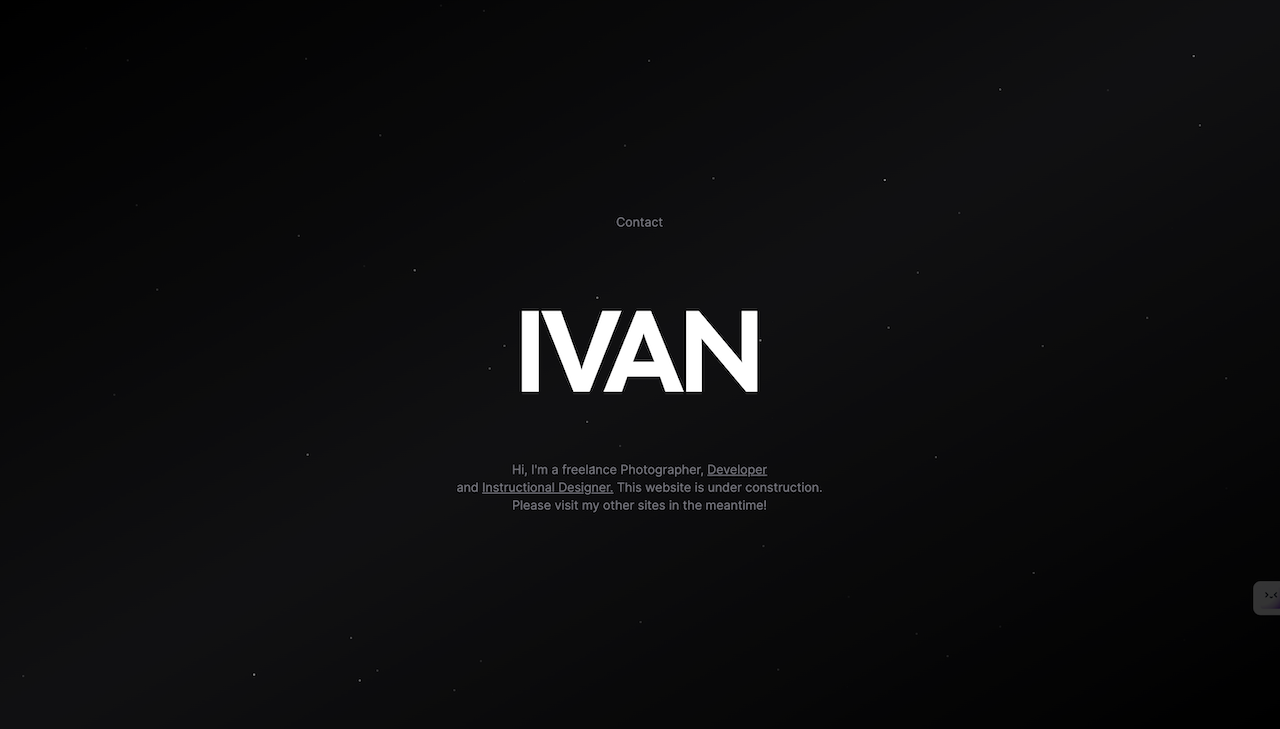 Contact
IVAN
Hi, I'm a freelance Photographer, Developer
and Instructional Designer. This website is under construction.
Please visit my other sites in the meantime!